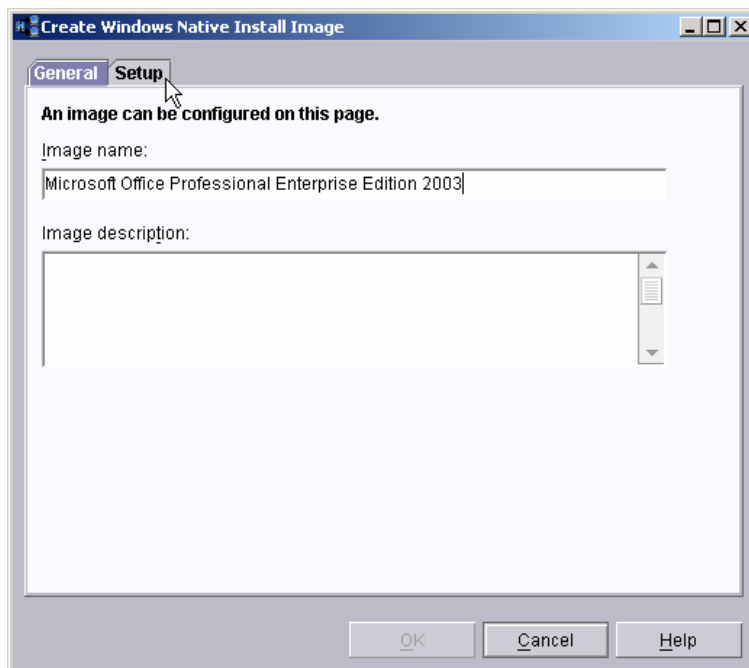 Create Windows Native Install Image
General Setup
An image can be configured on this page.
Image name:
Microsoft Office Professional Enterprise Edition 2003
Image description:
OK Cancel Help